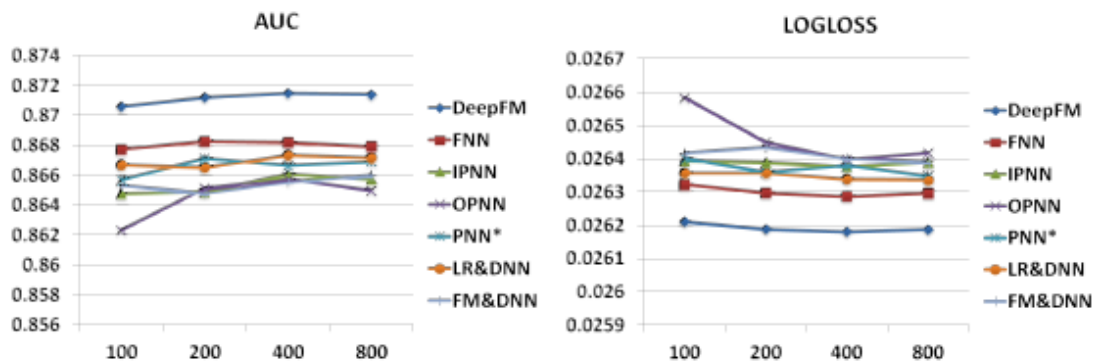 AUC
0.874
0.872
0.87
0.868
0.866
0.864
0.862
0.86
0.858
0.856
100 200 400 800
DeepFM
FNN
IPNN
OPNN
PNN*
LR&DNN
FM&DNN
LOGLOSS
0.0267
0.0266
0.0265
0.0264
0.0263
0.0262
0.0261
0.026
0.0259
100 200 400 800
DeepFM
FNN
IPNN
OPNN
PNN*
LR&DNN
FM&DNN